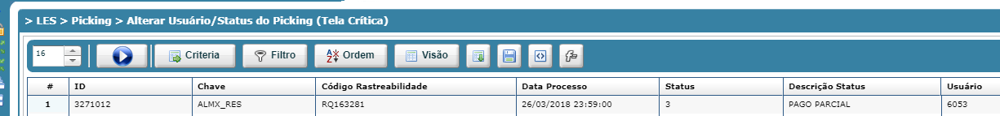 > LES > Picking > Alterar Usuário/Status do Picking (Tela Crítica)
16 Criteria Filtro Ordem Visão
# ID Chave Código Rastreabilidade Data Processo Status Descrição Status Usuário
1 3271012 ALMX_RES RQ163281 26/03/2018 23:59:00 3 PAGO PARCIAL 6053